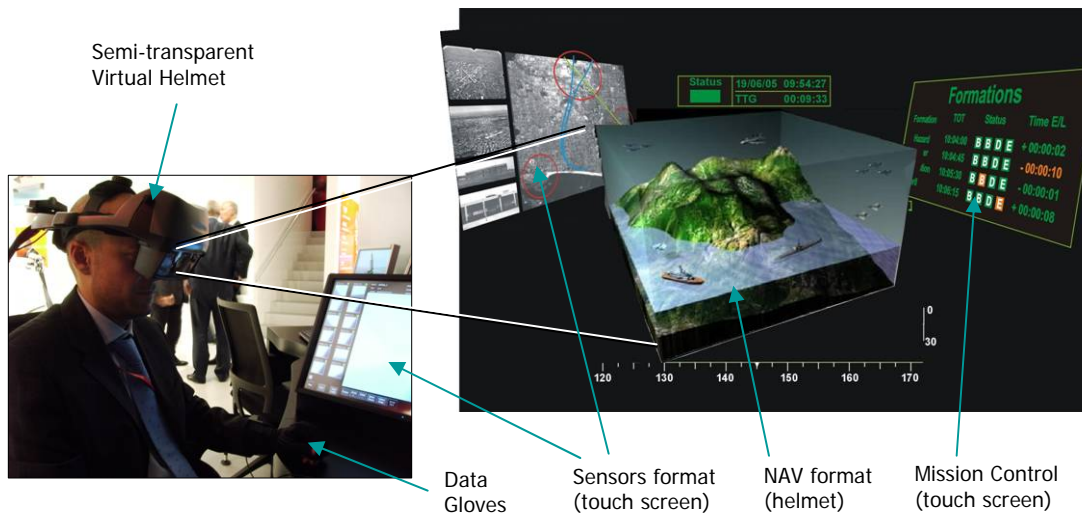 Semi-transparent
Virtual Helmet
Status
19/06/05 09:54:27
TTG 00:09:33
Formations
Formation TOT Status Time E/L
10:04:00 B B D E + 00:00:02
10:04:45 B B D E - 00:00:10
10:05:30 B B D E - 00:00:01
10:06:15 B B D E + 00:00:08
0
30
120 130 140 150 160 170
Data
Gloves
Sensors format
(touch screen)
NAV format
(helmet)
Mission Control
(touch screen)